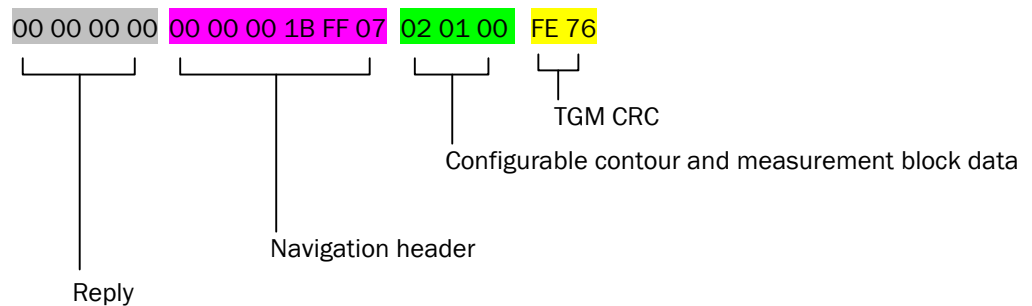 00 00 00 00 00 00 00 1B FF 07 02 01 00 FE 76
TGM CRC
Configurable contour and measurement block data
Navigation header
Reply